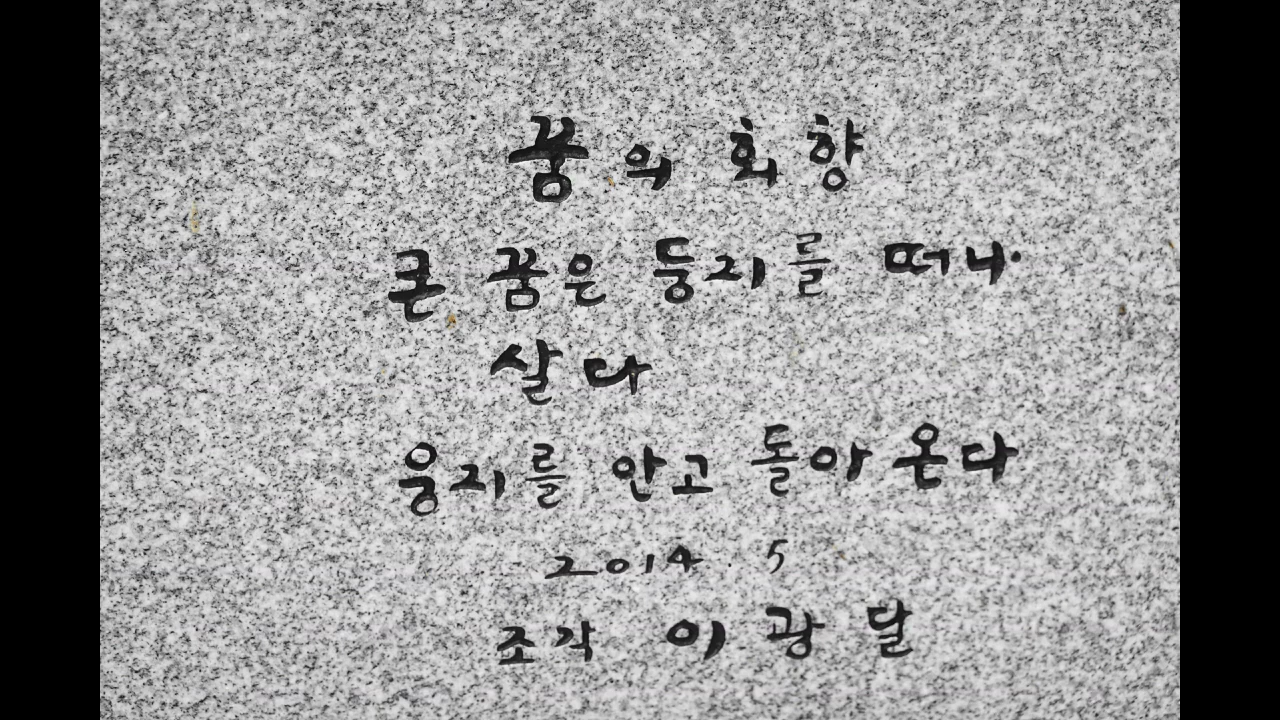 꿈의 회향
큰 꿈은 둥지를 떠나
살다
웅지를 안고 돌아온다
2014. 5
조각 이광달